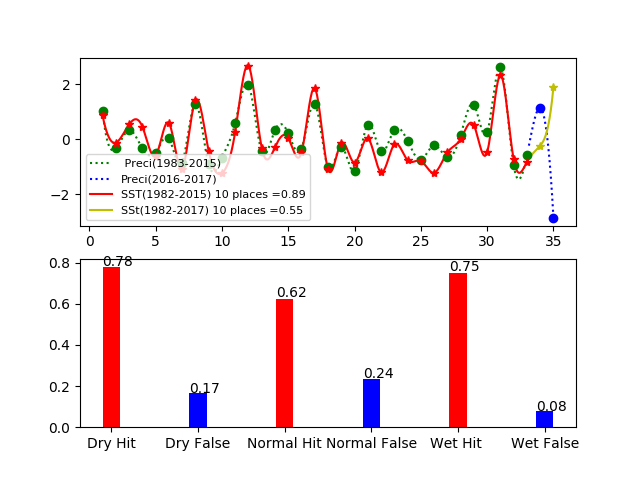 2
0
−2
Preci(1983-2015)
Preci(2016-2017)
SST(1982-2015) 10 places =0.89
SSt(1982-2017) 10 places =0.55
0 5 10 15 20 25 30 35
0.8
0.6
0.4
0.2
0.0
0.78
0.17
0.62
0.24
0.75
0.08
Dry Hit Dry False Normal Hit Normal False Wet Hit Wet False